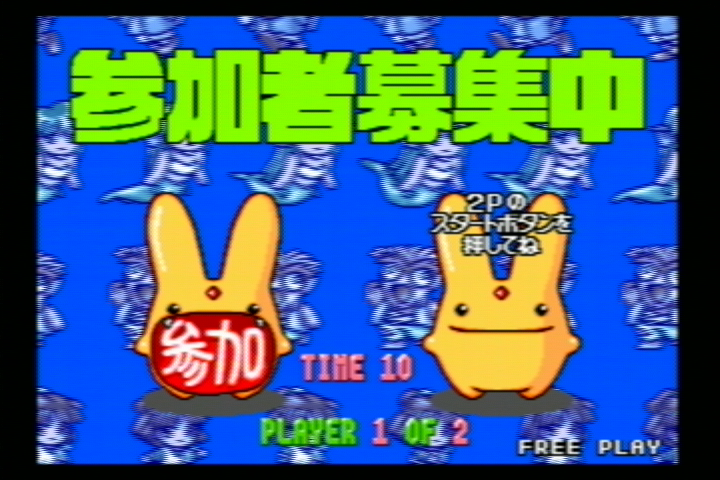 参加者募集中
2Pの
スタートボタンを
押してね
参加
TIME 10
PLAYER 1 OF 2
FREE PLAY